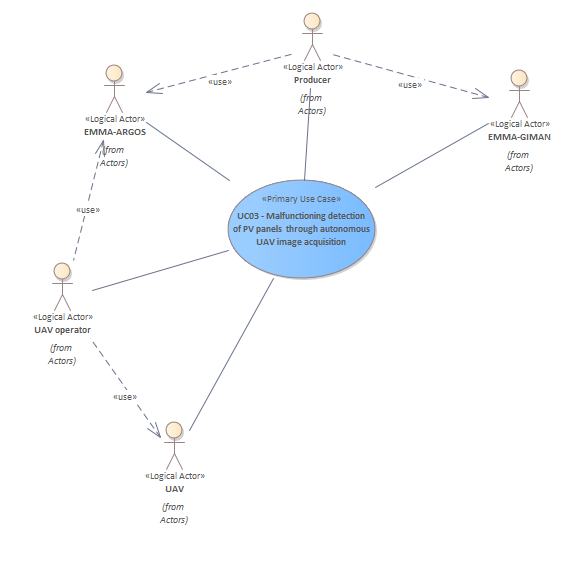 «Logical Actor»
Producer
(from
Actors)
«use»
«use»
«Logical Actor»
EMMA-ARGOS
(from
Actors)
«Logical Actor»
EMMA-GIMAN
(from
Actors)
«Primary Use Case»
UC03 - Malfunctioning detection
of PV panels through autonomous
UAV image acquisition
«use»
«Logical Actor»
UAV operator
(from
Actors)
«use»
«Logical Actor»
UAV
(from
Actors)